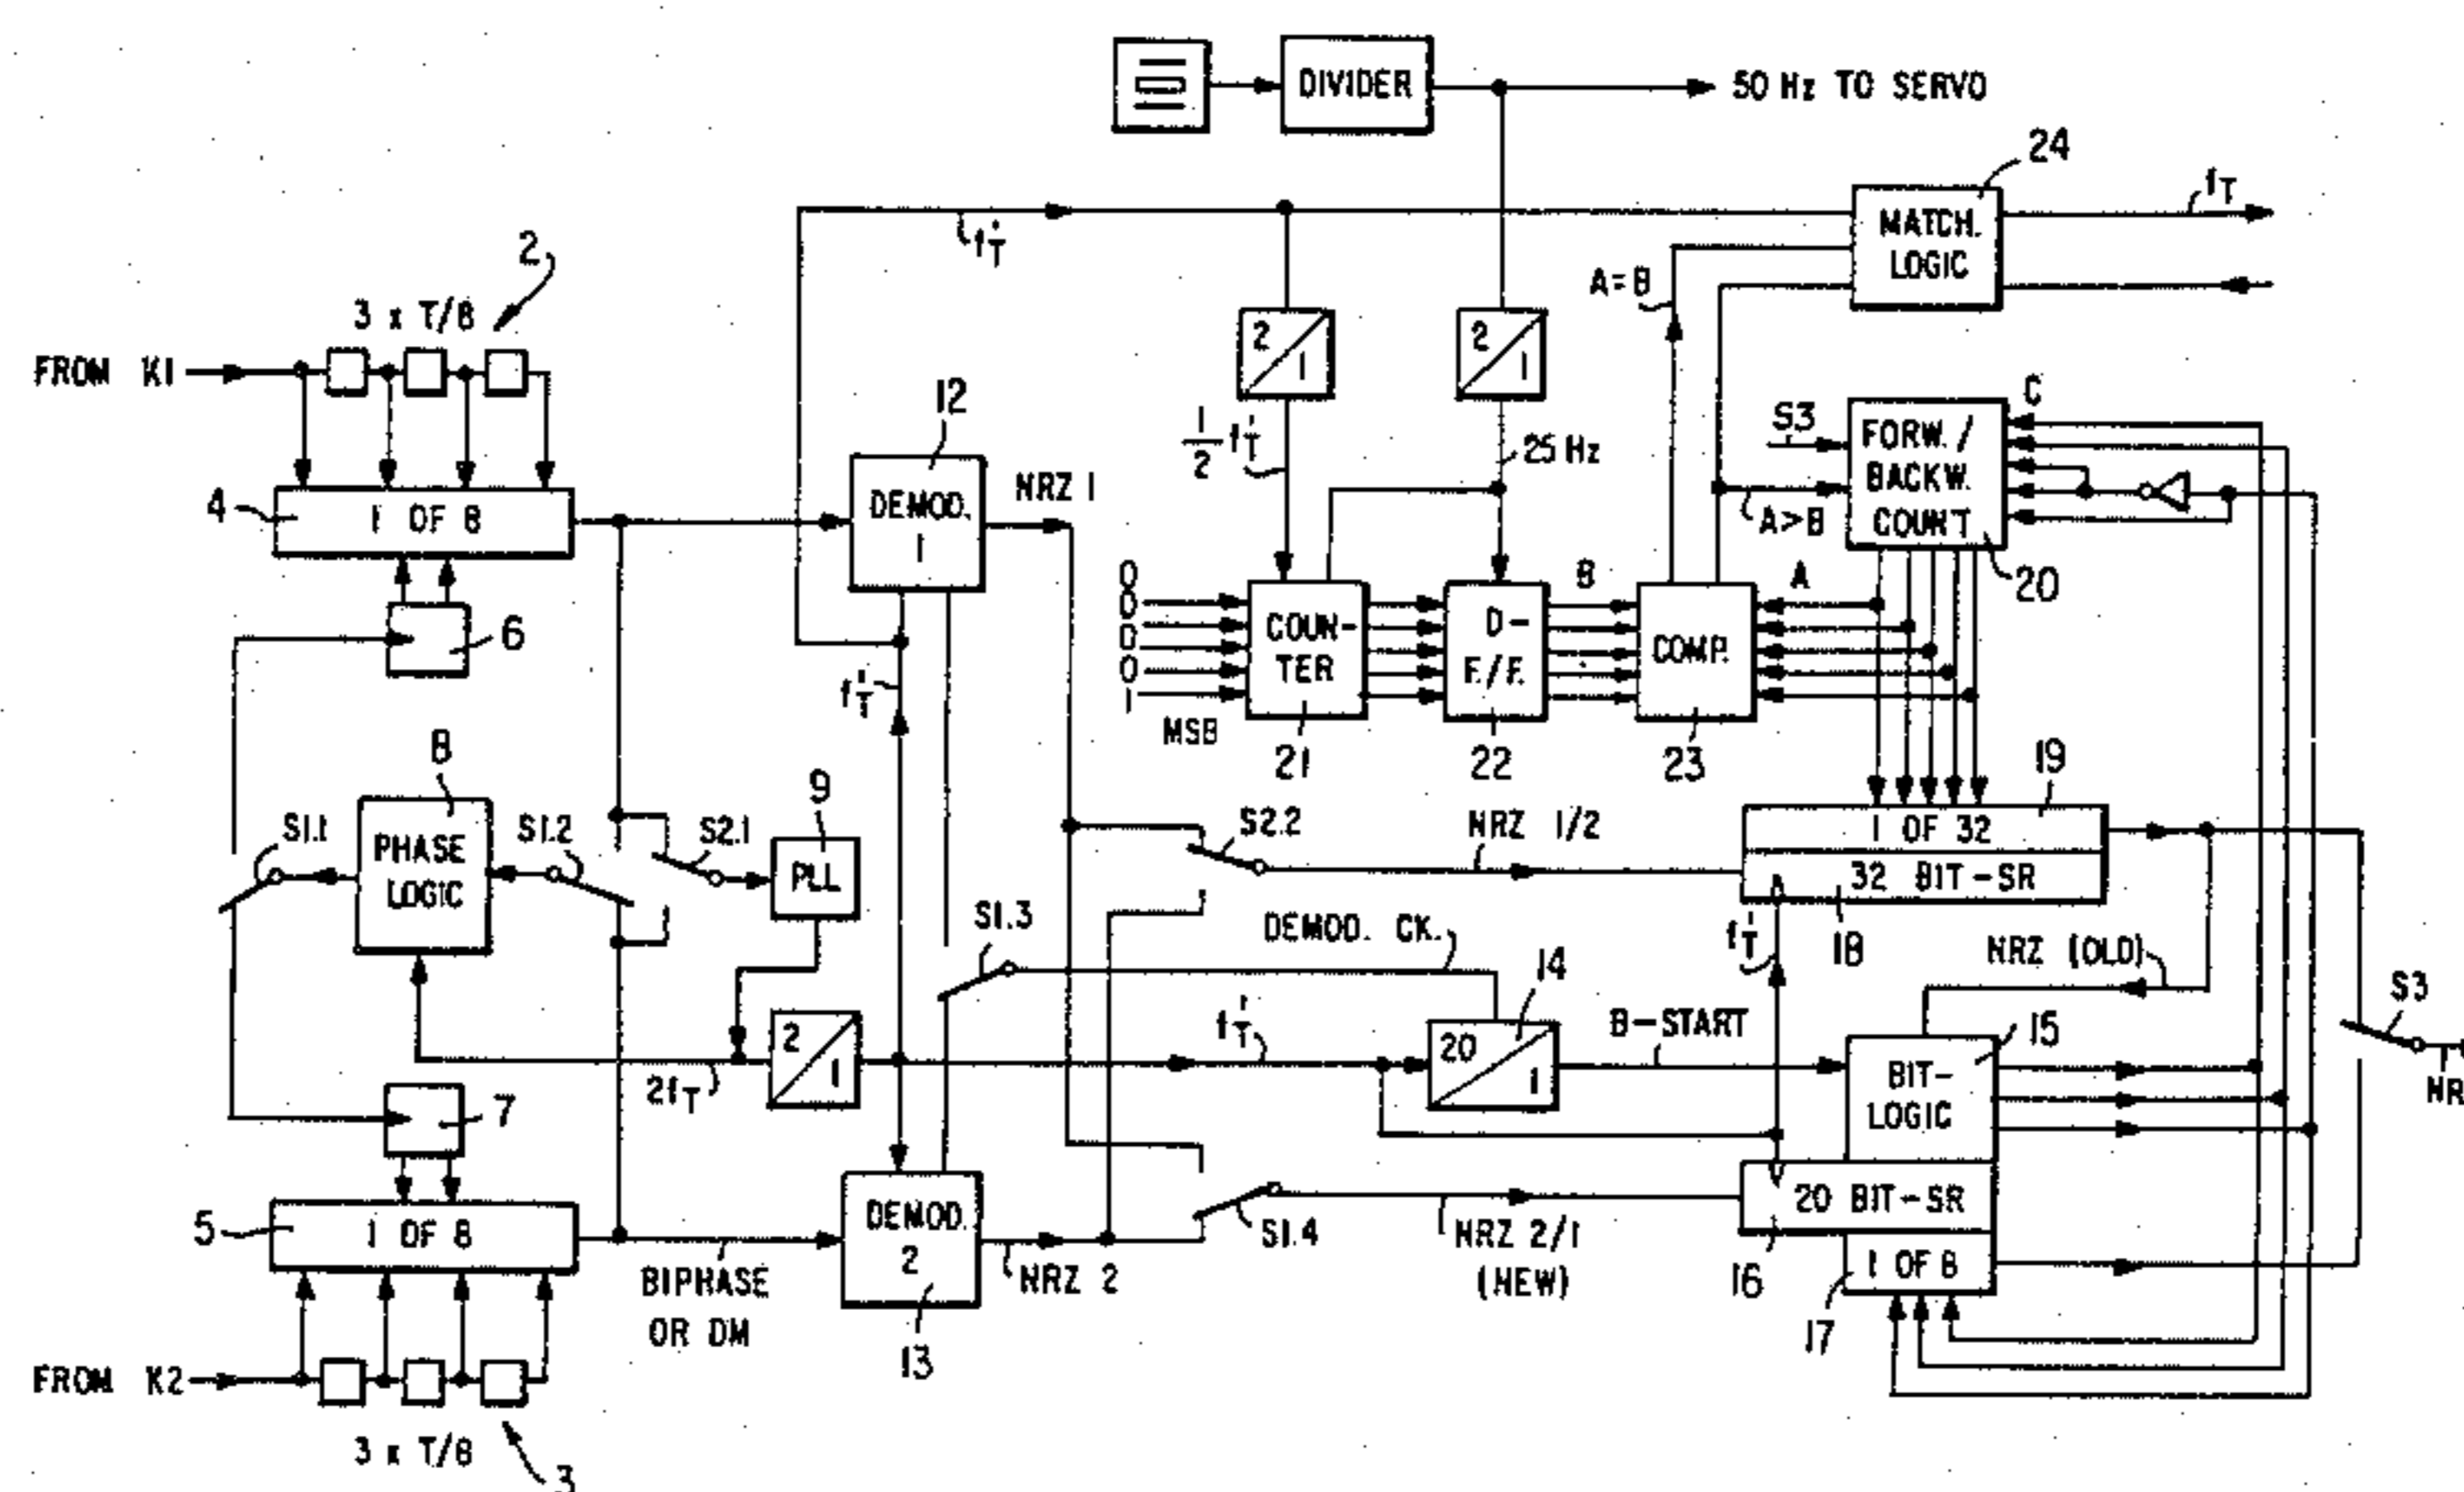 DIVIDER
50 Hz TO SERVO
24
MATCH.
LOGIC
fT
f'T
2
3 x T/8
FROM K1
4
1 OF 8
6
12
DEMOD.
1
NRZ 1
2
1
2
1
1/2 f'T
25 Hz
A=B
S3
A>B
C
FORW./
BACKW.
COUNT
20
0
0
0
0
1
MSB
COUN-
TER
21
D-
F./F.
22
B
COMP.
23
A
f'T
8
PHASE
LOGIC
S1.1
S1.2
S2.1
9
PLL
S2.2
NRZ 1/2
19
1 OF 32
32 BIT-SR
18
f'T
NRZ (OLD)
S1.3
DEMOD. CK.
14
20
1
f'T
B-START
15
BIT-
LOGIC
S3
NR
2fT
2
1
7
5
1 OF 8
BIPHASE
OR DM
DEMOD.
2
13
NRZ 2
S1.4
NRZ 2/1
(NEW)
20 BIT-SR
16
1 OF 8
17
FROM K2
3 x T/8
3